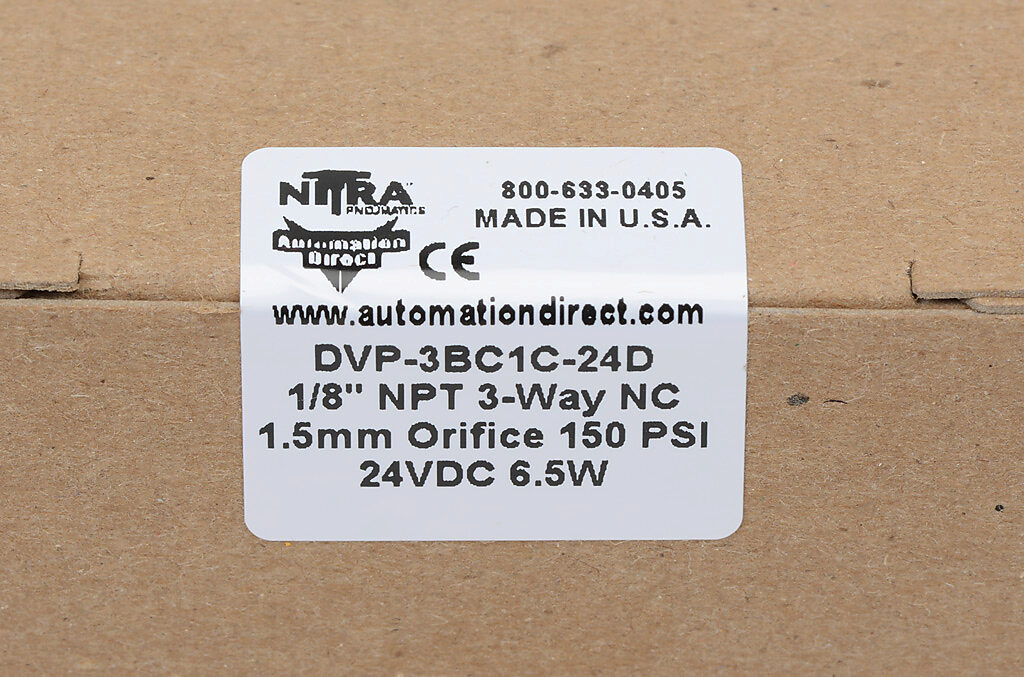 NITRA
PNEUMATICS
Automation
Direct
CE
800-633-0405
MADE IN U.S.A.
www.automationdirect.com
DVP-3BC1C-24D
1/8" NPT 3-Way NC
1.5mm Orifice 150 PSI
24VDC 6.5W